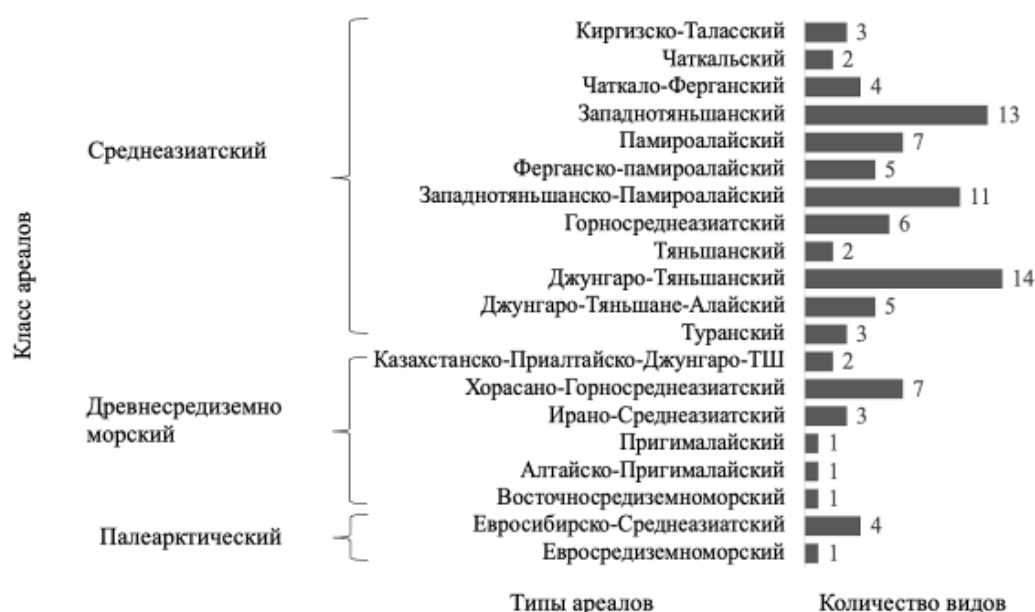 Киргизско-Таласский 3
Чаткальский 2
Чаткало-Ферганский 4
Западнотяньшанский 13
Среднеазиатский
Памироалайский 7
Ферганско-памироалайский 5
Западнотяньшанско-Памироалайский 11
Горносреднеазиатский 6
Тяньшанский 2
Джунгаро-Тяньшанский 14
Джунгаро-Тяньшане-Алайский 5
Туранский 3
Класс ареалов
Казахстанско-Приалтайско-Джунгаро-ТШ 2
Хорасано-Горносреднеазиатский 7
Древнесредиземно
морский
Ирано-Среднеазиатский 3
Пригималайский 1
Алтайско-Пригималайский 1
Восточносредиземноморский 1
Палеарктический
Евросибирско-Среднеазиатский 4
Евросредиземноморский 1
Типы ареалов Количество видов